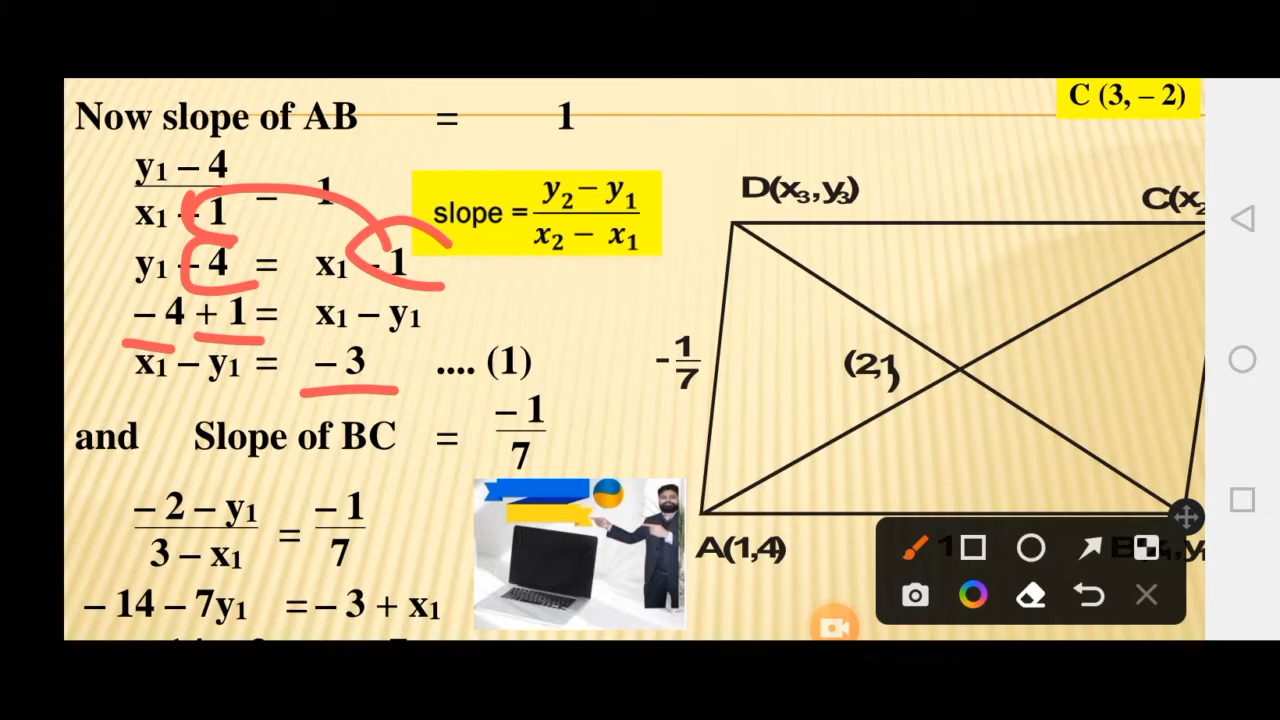 C (3, – 2)
Now slope of AB = 1
y₁ – 4
x₁ – 1
= 1
slope = y₂ – y₁
x₂ – x₁
y₁ – 4 = x₁ – 1
– 4 + 1 = x₁ – y₁
x₁ – y₁ = – 3 .... (1)
and Slope of BC = – 1
7
– 2 – y₁ = – 1
3 – x₁ 7
– 14 – 7y₁ = – 3 + x₁
D(x₃,y₃)
C(x₂
- 1
7
(2,1)
A(1,4)